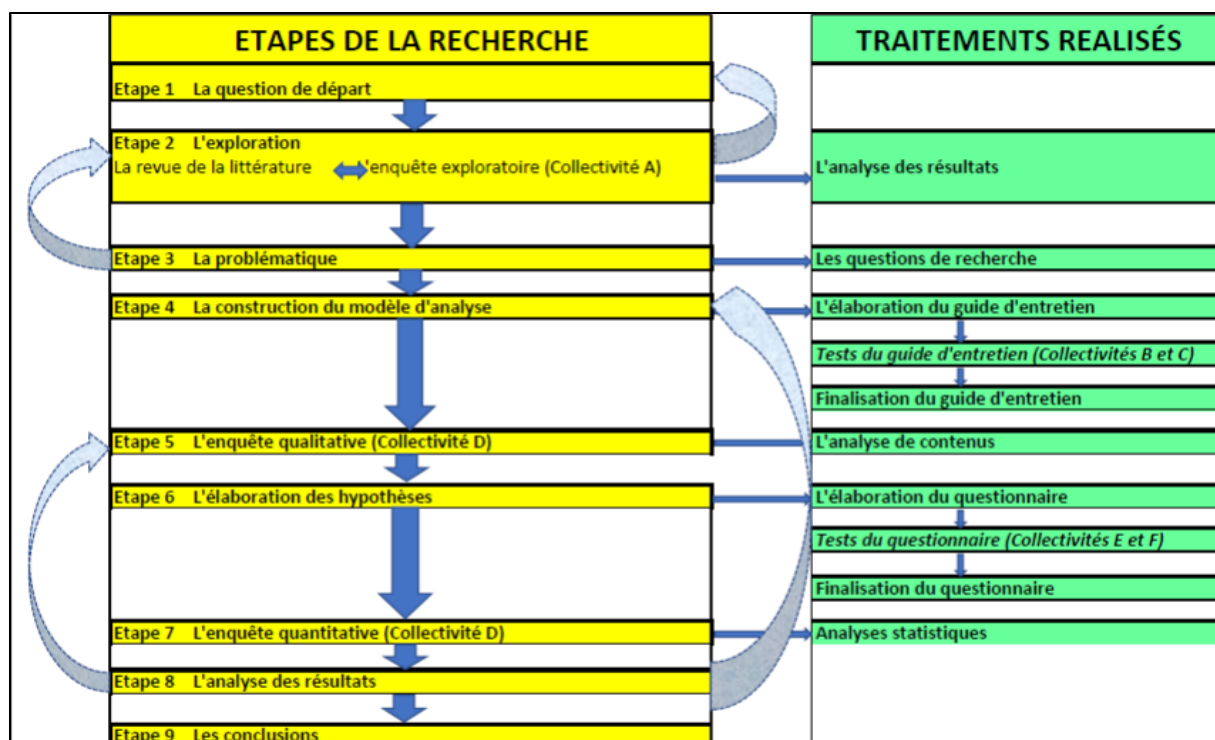 ETAPES DE LA RECHERCHE
TRAITEMENTS REALISÉS
Etape 1 La question de départ
Etape 2 L'exploration
La revue de la littérature l'enquête exploratoire (Collectivité A)
L'analyse des résultats
Etape 3 La problématique
Les questions de recherche
Etape 4 La construction du modèle d'analyse
L'élaboration du guide d'entretien
Tests du guide d'entretien (Collectivités B et C)
Finalisation du guide d'entretien
Etape 5 L'enquête qualitative (Collectivité D)
L'analyse de contenus
Etape 6 L'élaboration des hypothèses
L'élaboration du questionnaire
Tests du questionnaire (Collectivités E et F)
Finalisation du questionnaire
Etape 7 L'enquête quantitative (Collectivité D)
Analyses statistiques
Etape 8 L'analyse des résultats
Etape 9 Les conclusions